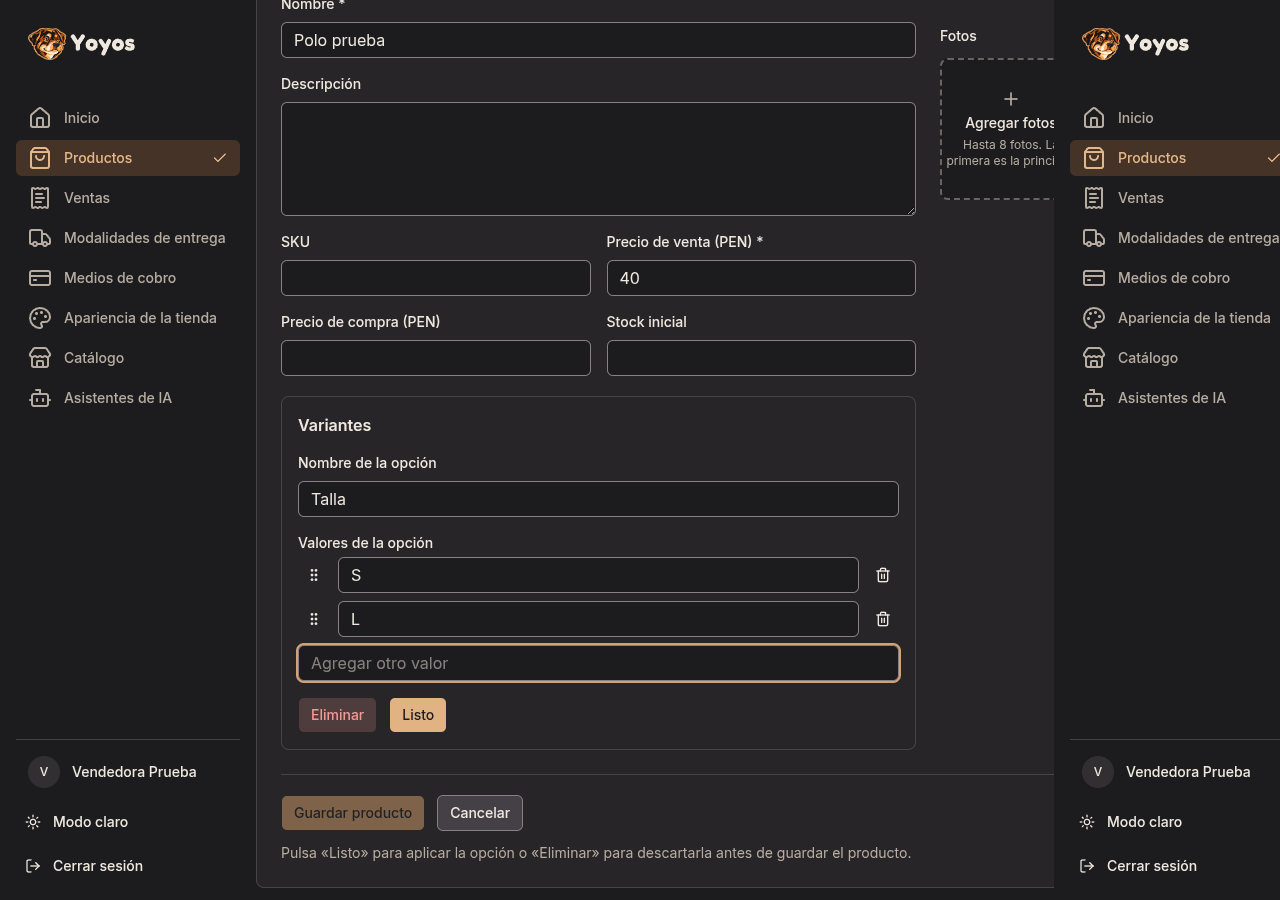 Yoyos
Inicio
Productos
Ventas
Modalidades de entrega
Medios de cobro
Apariencia de la tienda
Catálogo
Asistentes de IA
V
Vendedora Prueba
Modo claro
Cerrar sesión
Nombre *
Polo prueba
Descripción
SKU
Precio de venta (PEN) *
40
Precio de compra (PEN)
Stock inicial
Variantes
Nombre de la opción
Talla
Valores de la opción
S
L
Agregar otro valor
Eliminar
Listo
Guardar producto
Cancelar
Pulsa «Listo» para aplicar la opción o «Eliminar» para descartarla antes de guardar el producto.
Fotos
Agregar fotos
Hasta 8 fotos. La
primera es la princi
Yoyos
Inicio
Productos
Ventas
Modalidades de entrega
Medios de cobro
Apariencia de la tienda
Catálogo
Asistentes de IA
V
Vendedora Prueba
Modo claro
Cerrar sesión